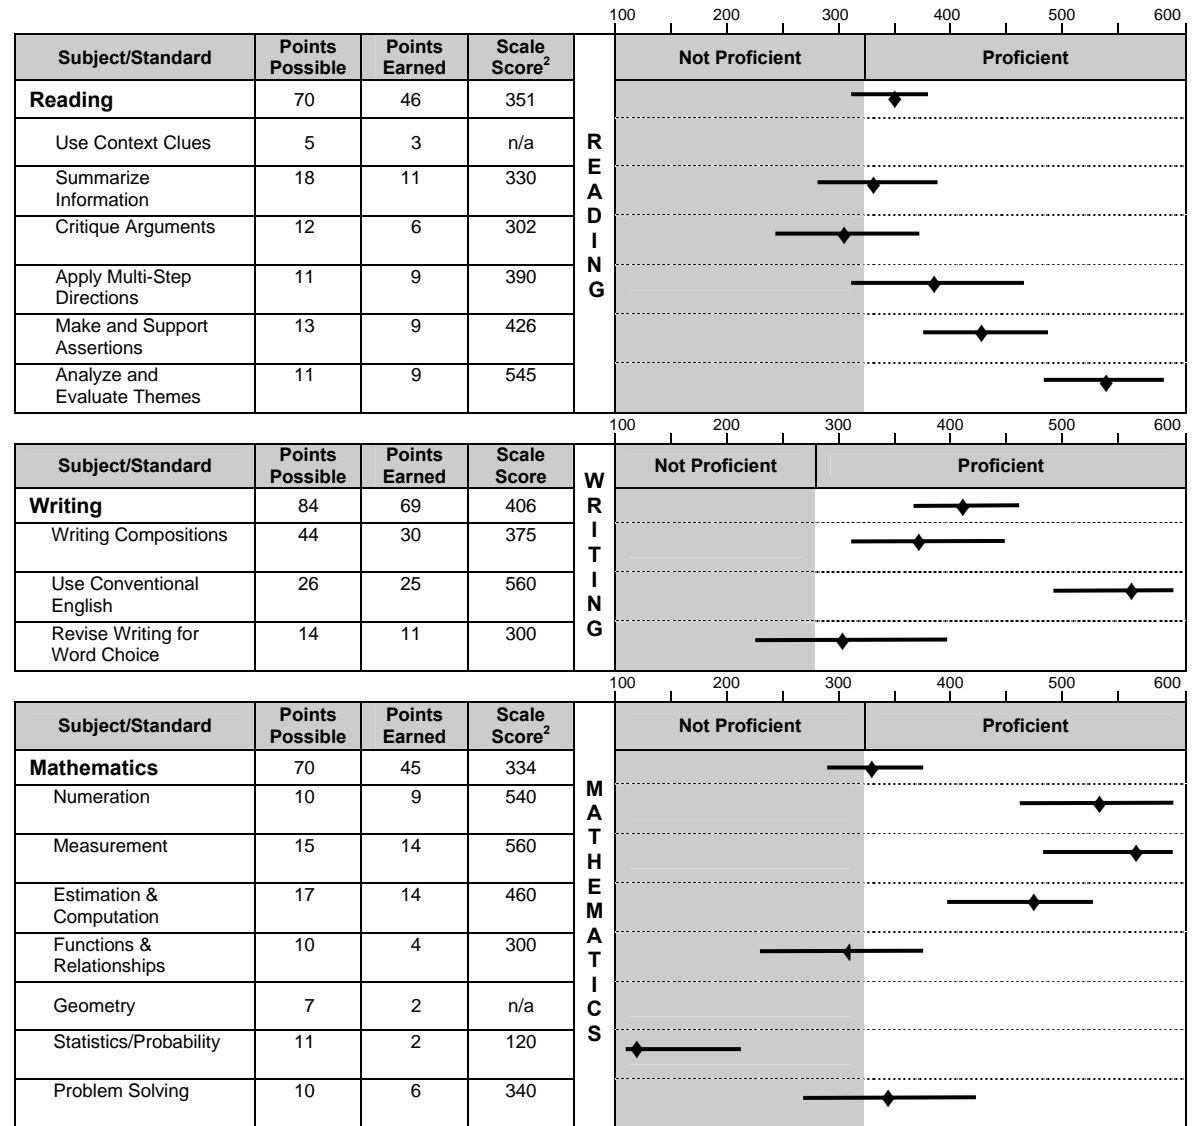 100 200 300 400 500 600
Subject/Standard Points Possible Points Earned Scale Score2 Not Proficient Proficient
Reading 70 46 351
Use Context Clues 5 3 n/a
Summarize Information 18 11 330
Critique Arguments 12 6 302
Apply Multi-Step Directions 11 9 390
Make and Support Assertions 13 9 426
Analyze and Evaluate Themes 11 9 545
READING
100 200 300 400 500 600
Subject/Standard Points Possible Points Earned Scale Score Not Proficient Proficient
Writing 84 69 406
Writing Compositions 44 30 375
Use Conventional English 26 25 560
Revise Writing for Word Choice 14 11 300
WRITING
100 200 300 400 500 600
Subject/Standard Points Possible Points Earned Scale Score2 Not Proficient Proficient
Mathematics 70 45 334
Numeration 10 9 540
Measurement 15 14 560
Estimation & Computation 17 14 460
Functions & Relationships 10 4 300
Geometry 7 2 n/a
Statistics/Probability 11 2 120
Problem Solving 10 6 340
MATHEMATICS